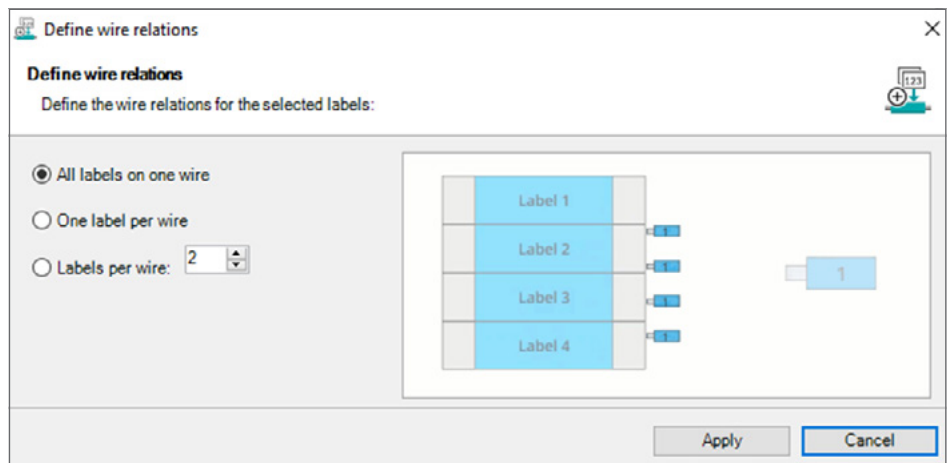 Define wire relations
Define wire relations
123
Define the wire relations for the selected labels:
All labels on one wire
One label per wire
Labels per wire: 2
Label 1
Label 2
Label 3
Label 4
1
1
1
1
1
Apply
Cancel